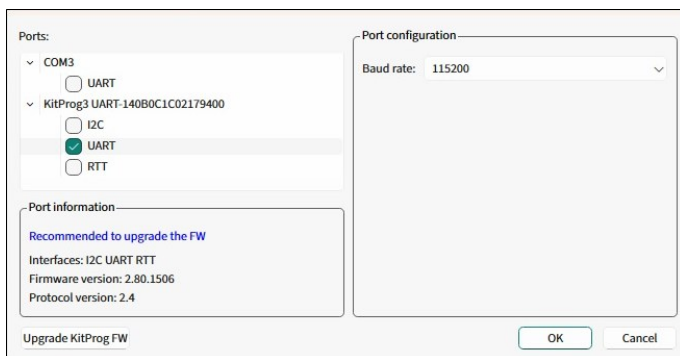 Ports:
COM3
UART
KitProg3 UART-140B0C1C02179400
I2C
UART
RTT
Port configuration
Baud rate: 115200
Port information
Recommended to upgrade the FW
Interfaces: I2C UART RTT
Firmware version: 2.80.1506
Protocol version: 2.4
Upgrade KitProg FW
OK Cancel